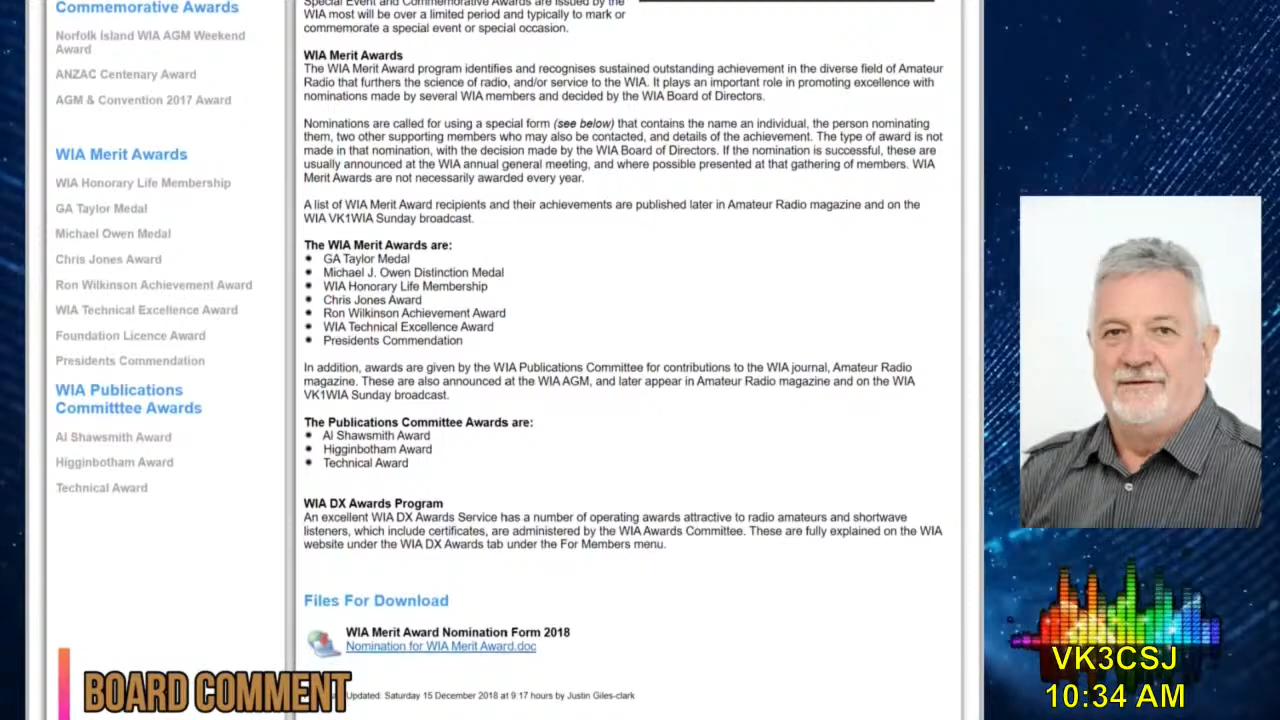 Commemorative Awards
Norfolk Island WIA AGM Weekend
Award
ANZAC Centenary Award
AGM & Convention 2017 Award
WIA Merit Awards
WIA Honorary Life Membership
GA Taylor Medal
Michael Owen Medal
Chris Jones Award
Ron Wilkinson Achievement Award
WIA Technical Excellence Award
Foundation Licence Award
Presidents Commendation
WIA Publications
Committtee Awards
Al Shawsmith Award
Higginbotham Award
Technical Award
Special Event and Commemorative Awards are issued by the
WIA most will be over a limited period and typically to mark or
commemorate a special event or special occasion.
WIA Merit Awards
The WIA Merit Award program identifies and recognises sustained outstanding achievement in the diverse field of Amateur
Radio that furthers the science of radio, and/or service to the WIA. It plays an important role in promoting excellence with
nominations made by several WIA members and decided by the WIA Board of Directors.
Nominations are called for using a special form (see below) that contains the name an individual, the person nominating
them, two other supporting members who may also be contacted, and details of the achievement. The type of award is not
made in that nomination, with the decision made by the WIA Board of Directors. If the nomination is successful, these are
usually announced at the WIA annual general meeting, and where possible presented at that gathering of members. WIA
Merit Awards are not necessarily awarded every year.
A list of WIA Merit Award recipients and their achievements are published later in Amateur Radio magazine and on the
WIA VK1WIA Sunday broadcast.
The WIA Merit Awards are:
GA Taylor Medal
Michael J. Owen Distinction Medal
WIA Honorary Life Membership
Chris Jones Award
Ron Wilkinson Achievement Award
WIA Technical Excellence Award
Presidents Commendation
In addition, awards are given by the WIA Publications Committee for contributions to the WIA journal, Amateur Radio
magazine. These are also announced at the WIA AGM, and later appear in Amateur Radio magazine and on the WIA
VK1WIA Sunday broadcast.
The Publications Committee Awards are:
Al Shawsmith Award
Higginbotham Award
Technical Award
WIA DX Awards Program
An excellent WIA DX Awards Service has a number of operating awards attractive to radio amateurs and shortwave
listeners, which include certificates, are administered by the WIA Awards Committee. These are fully explained on the WIA
website under the WIA DX Awards tab under the For Members menu.
Files For Download
WIA Merit Award Nomination Form 2018
Nomination for WIA Merit Award.doc
Updated: Saturday 15 December 2018 at 9:17 hours by Justin Giles-clark
BOARD COMMENT
VK3CSJ
10:34 AM